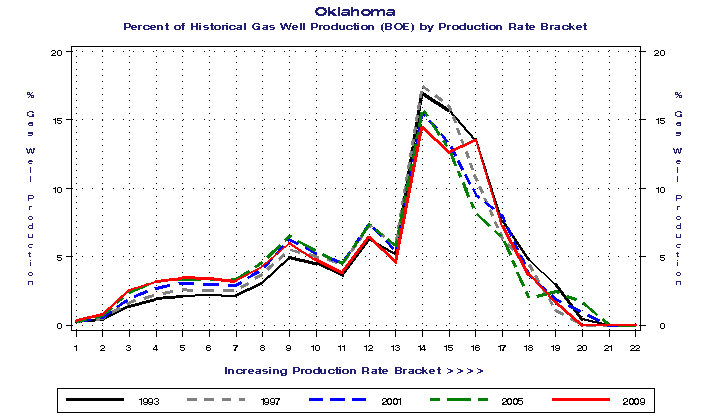 Oklahoma
Percent of Historical Gas Well Production (BOE) by Production Rate Bracket
% Gas Well Production
20
15
10
5
0
20
15
10
5
0
% Gas Well Production
1 2 3 4 5 6 7 8 9 10 11 12 13 14 15 16 17 18 19 20 21 22
Increasing Production Rate Bracket >>>>
1993 1997 2001 2005 2009